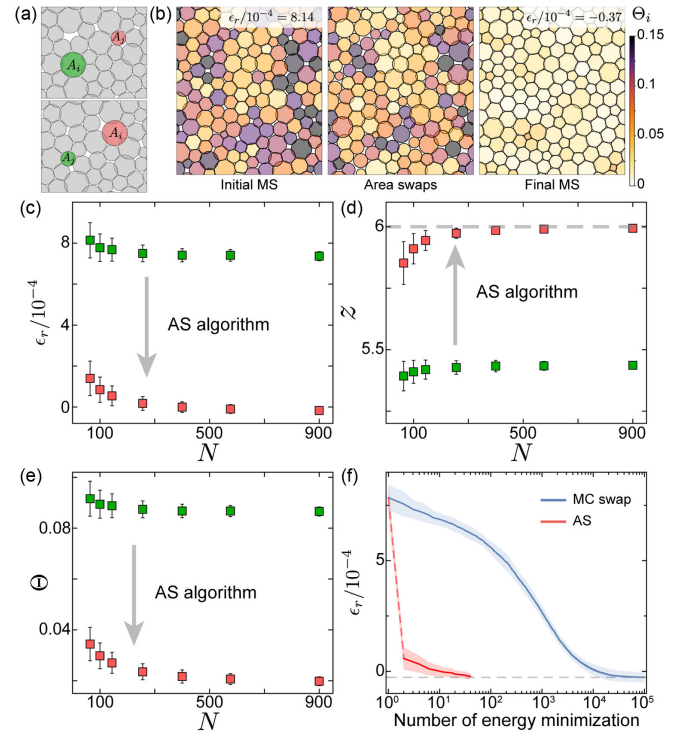 (a)
A_i
A_i
A_i
A_i
(b)
ϵ_r/10^{-4} = 8.14
ϵ_r/10^{-4} = −0.37
Θ_i
0.15
0.1
0.05
0
Initial MS
Area swaps
Final MS
(c)
8
4
0
ϵ_r/10^{-4}
AS algorithm
100
500
900
N
(d)
6
5.5
z
AS algorithm
100
500
900
N
(e)
0.08
0.04
Θ
AS algorithm
100
500
900
N
(f)
5
0
ϵ_r/10^{-4}
MC swap
AS
10^0
10^1
10^2
10^3
10^4
10^5
Number of energy minimization